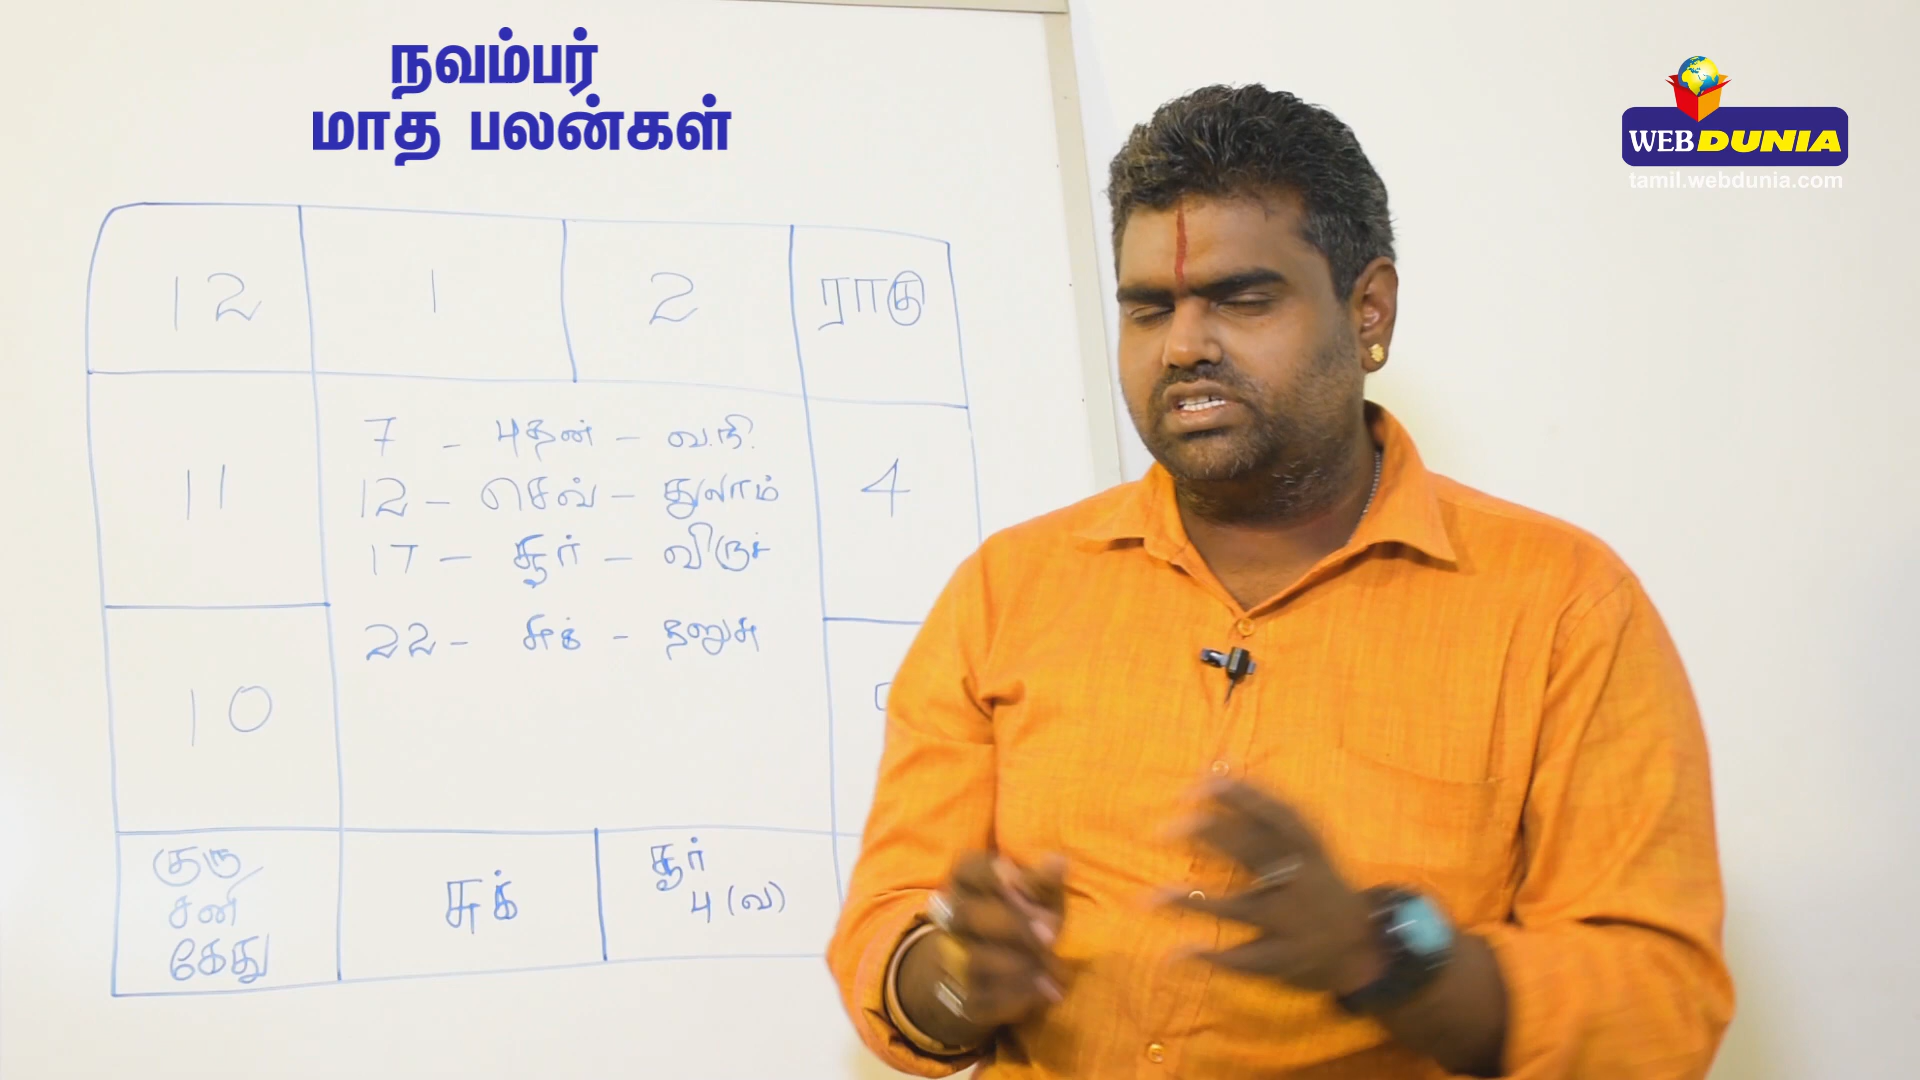 நவம்பர்
மாத பலன்கள்
WEBDUNIA
tamil.webdunia.com
12 1 2 ராகு
7 - புதன் - வ.நி.
12 - செவ் - துலாம்
11 4
17 - சூர் - விருச்
22 - சுக் - தனுசு
10
குரு
சனி
கேது
சுக்
சூர்
பு (வ)